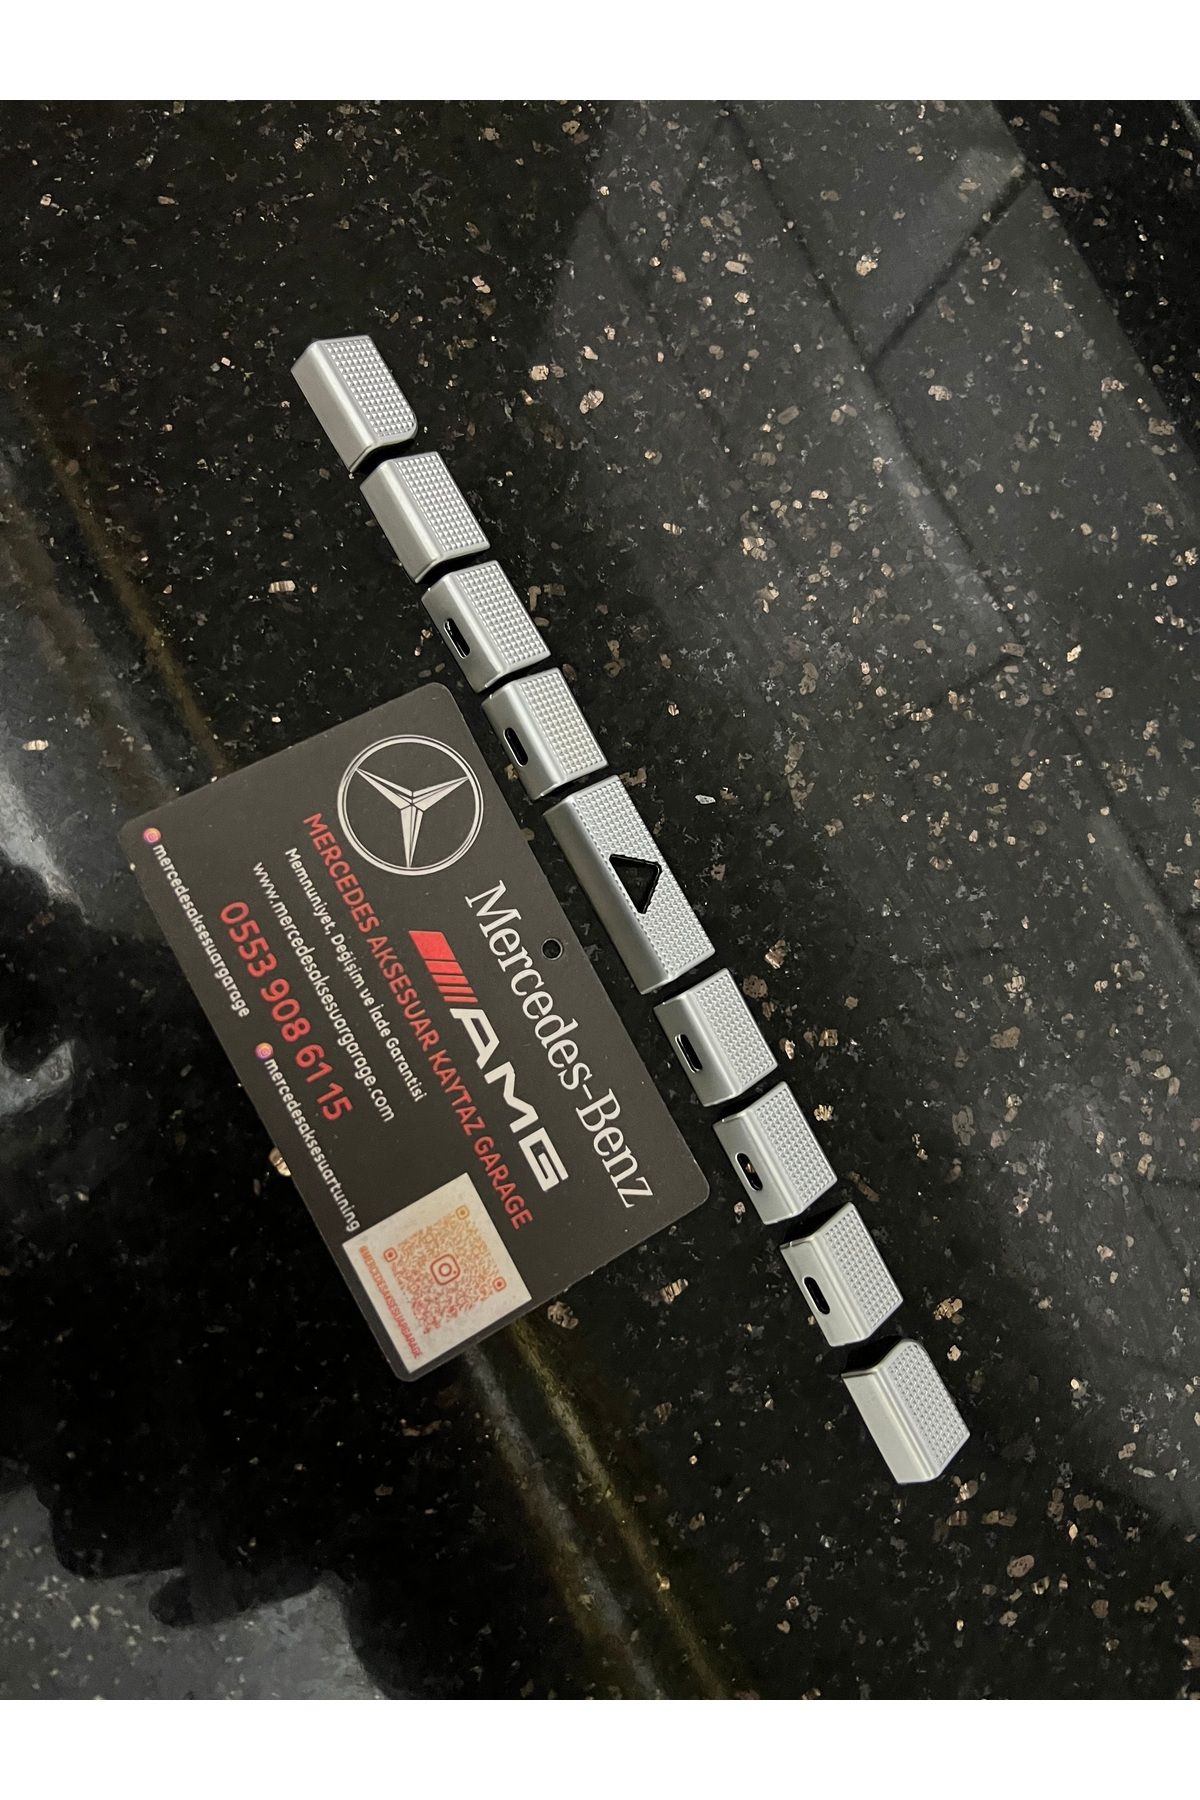 Mercedes-Benz
AMG
MERCEDES AKSESUAR KAYTAZ GARAGE
Memnuniyet, Değişim ve İade Garantisi
www.mercedesaksesuargarage.com
0553 908 61 15
mercedesaksesuargarage
mercedesaksesuartuning
@MERCEDESAKSESUARGARAGE